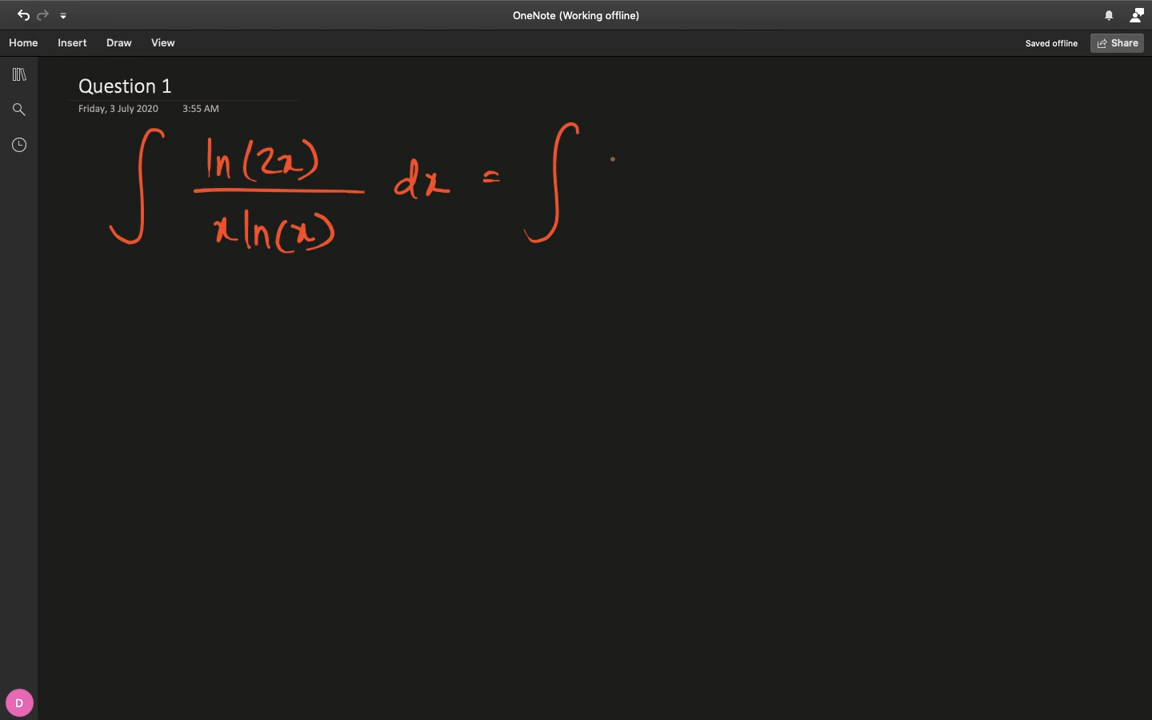 OneNote (Working offline)
Home Insert Draw View
Saved offline Share
Question 1
Friday, 3 July 2020 3:55 AM
∫ ln(2x) / x ln(x) dx = ∫
D